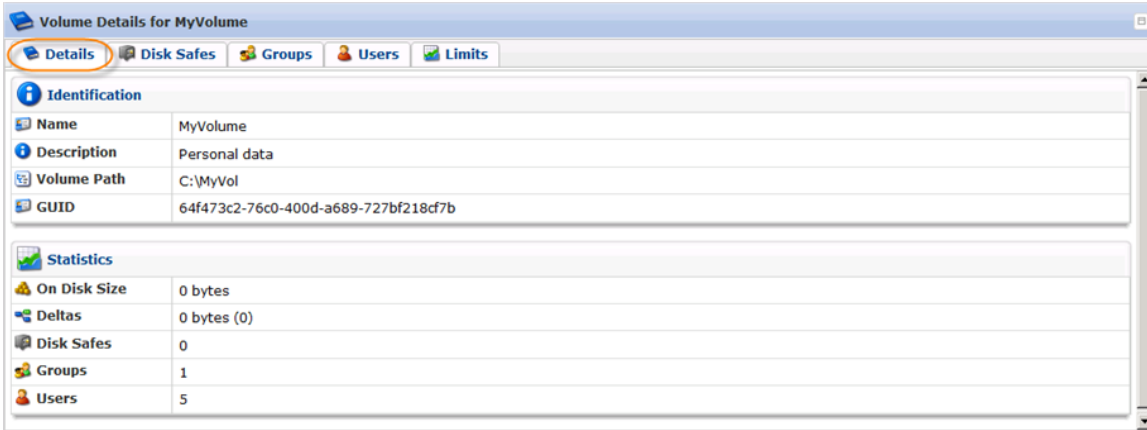 Volume Details for MyVolume
Details Disk Safes Groups Users Limits
Identification
Name MyVolume
Description Personal data
Volume Path C:\MyVol
GUID 64f473c2-76c0-400d-a689-727bf218cf7b
Statistics
On Disk Size 0 bytes
Deltas 0 bytes (0)
Disk Safes 0
Groups 1
Users 5